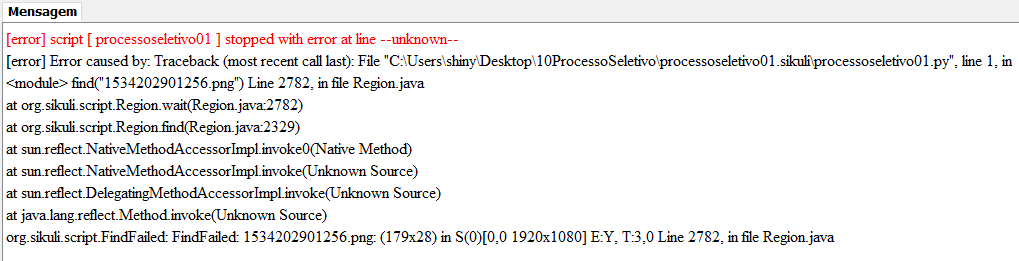 Mensagem
[error] script [ processoseletivo01 ] stopped with error at line --unknown--
[error] Error caused by: Traceback (most recent call last): File "C:\Users\shiny\Desktop\10ProcessoSeletivo\processoseletivo01.sikuli\processoseletivo01.py", line 1, in
<module> find("1534202901256.png") Line 2782, in file Region.java
at org.sikuli.script.Region.wait(Region.java:2782)
at org.sikuli.script.Region.find(Region.java:2329)
at sun.reflect.NativeMethodAccessorImpl.invoke0(Native Method)
at sun.reflect.NativeMethodAccessorImpl.invoke(Unknown Source)
at sun.reflect.DelegatingMethodAccessorImpl.invoke(Unknown Source)
at java.lang.reflect.Method.invoke(Unknown Source)
org.sikuli.script.FindFailed: FindFailed: 1534202901256.png: (179x28) in S(0)[0,0 1920x1080] E:Y, T:3,0 Line 2782, in file Region.java